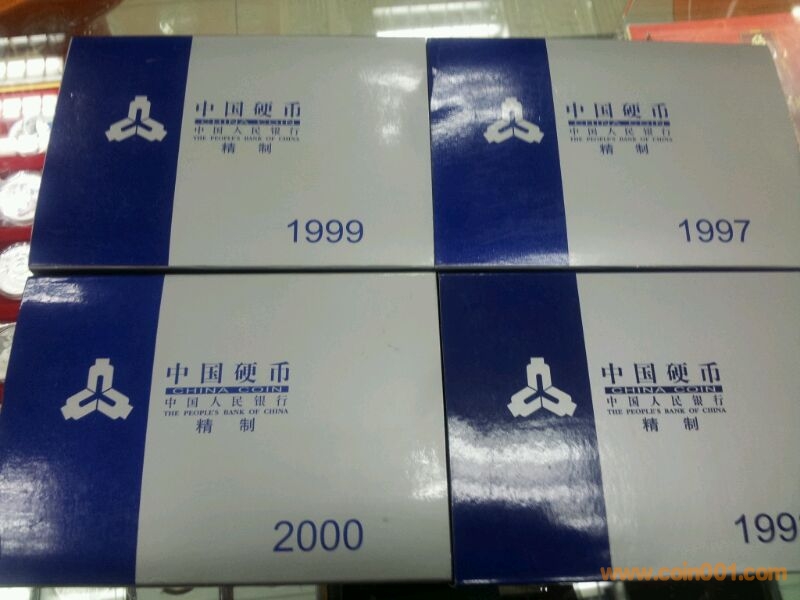 中国硬币
CHINA COIN
中国人民银行
THE PEOPLE'S BANK OF CHINA
精 制
1999
中国硬币
CHINA COIN
中国人民银行
THE PEOPLE'S BANK OF CHINA
精 制
1997
中国硬币
CHINA COIN
中国人民银行
THE PEOPLE'S BANK OF CHINA
精 制
2000
中国硬币
CHINA COIN
中国人民银行
THE PEOPLE'S BANK OF CHINA
精 制
www.coin001.com